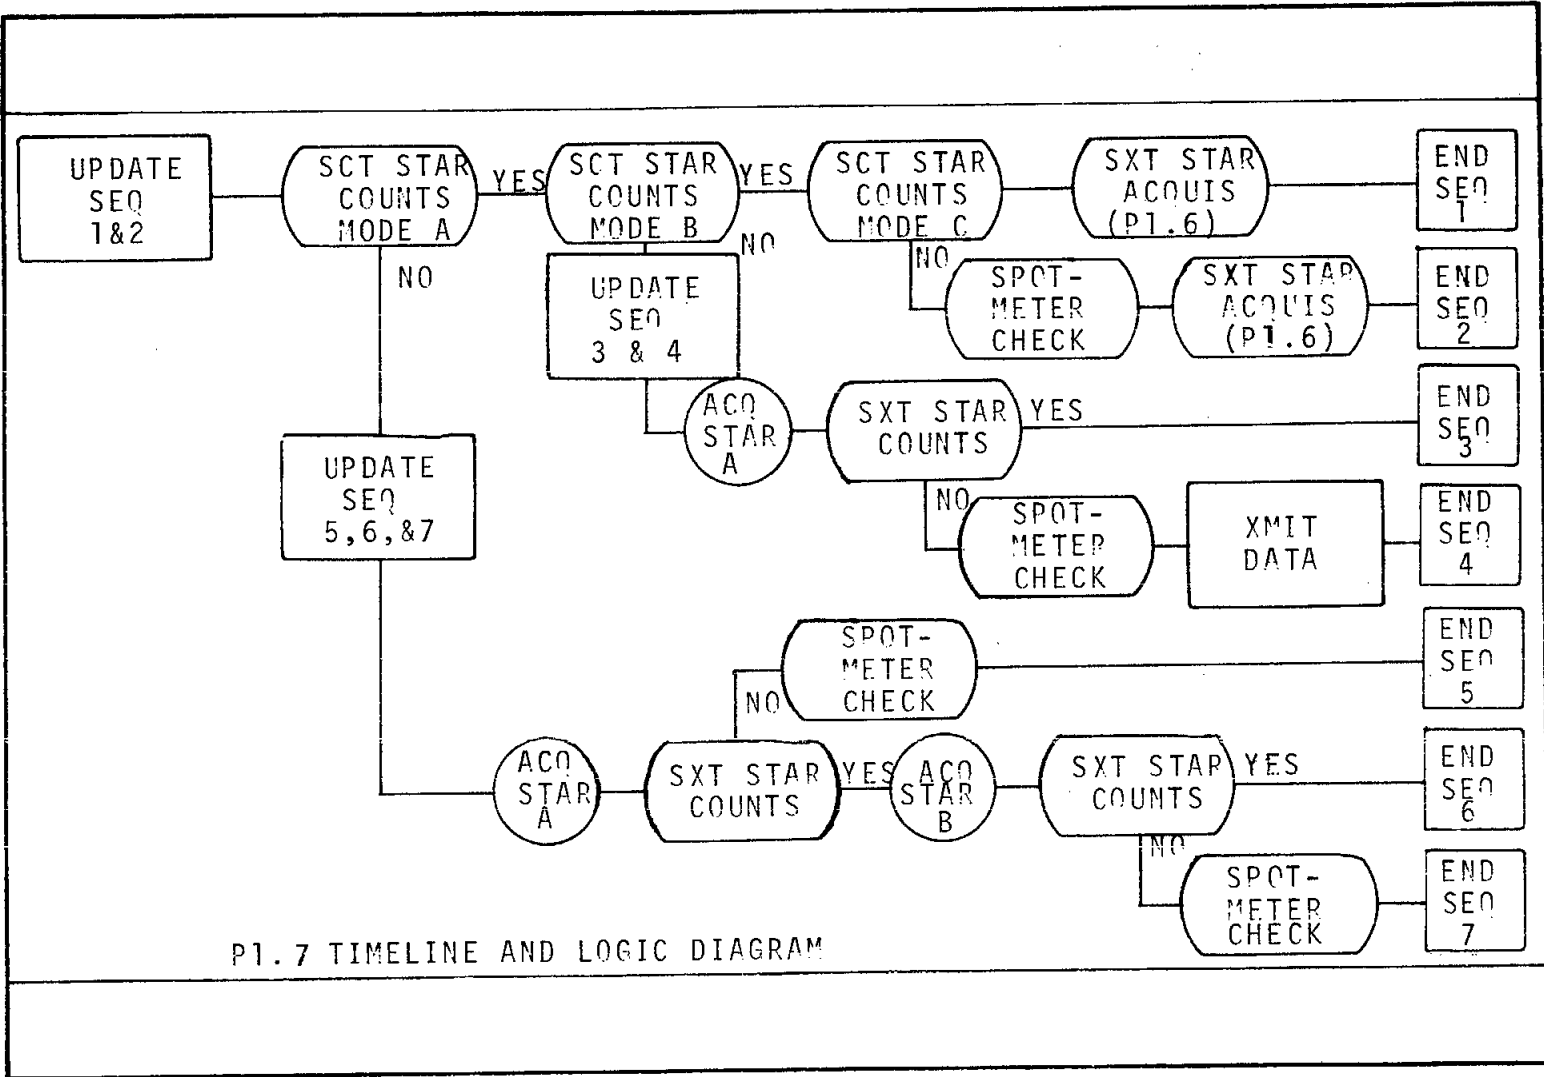 UPDATE
SEQ
1&2
SCT STAR
COUNTS
MODE A
YES
SCT STAR
COUNTS
MODE B
YES
SCT STAR
COUNTS
MODE C
SXT STAR
ACQUIS
(P1.6)
END
SEQ
1
NO
NO
NO
UPDATE
SEQ
3 & 4
SPOT-
METER
CHECK
SXT STAR
ACQUIS
(P1.6)
END
SEQ
2
ACQ
STAR
A
SXT STAR
COUNTS
YES
END
SEQ
3
UPDATE
SEQ
5,6,&7
NO
SPOT-
METER
CHECK
XMIT
DATA
END
SEQ
4
SPOT-
METER
CHECK
NO
END
SEQ
5
ACQ
STAR
A
SXT STAR
COUNTS
YES
ACQ
STAR
B
SXT STAR
COUNTS
YES
END
SEQ
6
NO
SPOT-
METER
CHECK
END
SEQ
7
P1.7 TIMELINE AND LOGIC DIAGRAM